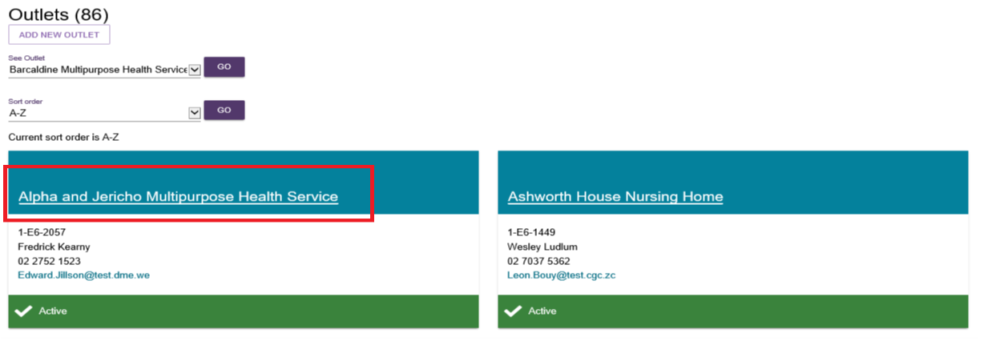 Outlets (86)
ADD NEW OUTLET
See Outlet
Barcaldine Multipurpose Health Service
GO
Sort order
A-Z
GO
Current sort order is A-Z
Alpha and Jericho Multipurpose Health Service
1-E6-2057
Fredrick Kearny
02 2752 1523
Edward.Jillson@test.dme.we
Active
Ashworth House Nursing Home
1-E6-1449
Wesley Ludlum
02 7037 5362
Leon.Bouy@test.cgc.zc
Active